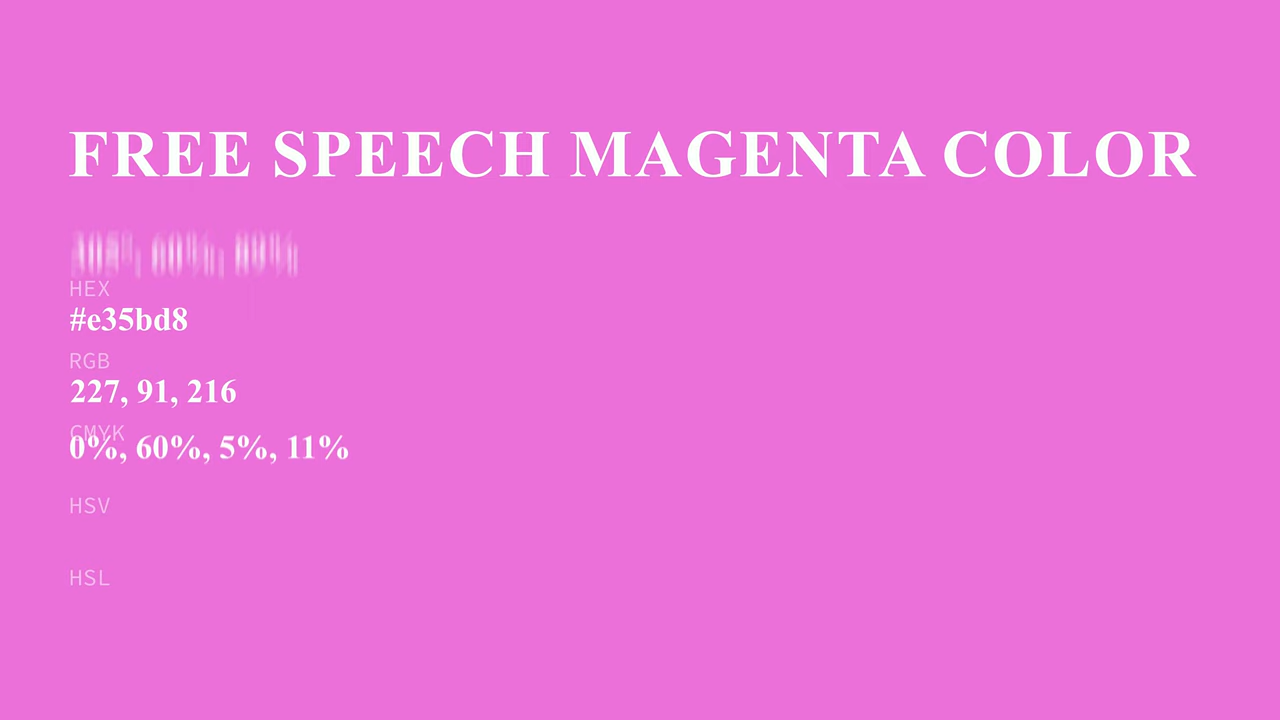 FREE SPEECH MAGENTA COLOR
HEX
#e35bd8
RGB
227, 91, 216
CMYK
0%, 60%, 5%, 11%
HSV
HSL